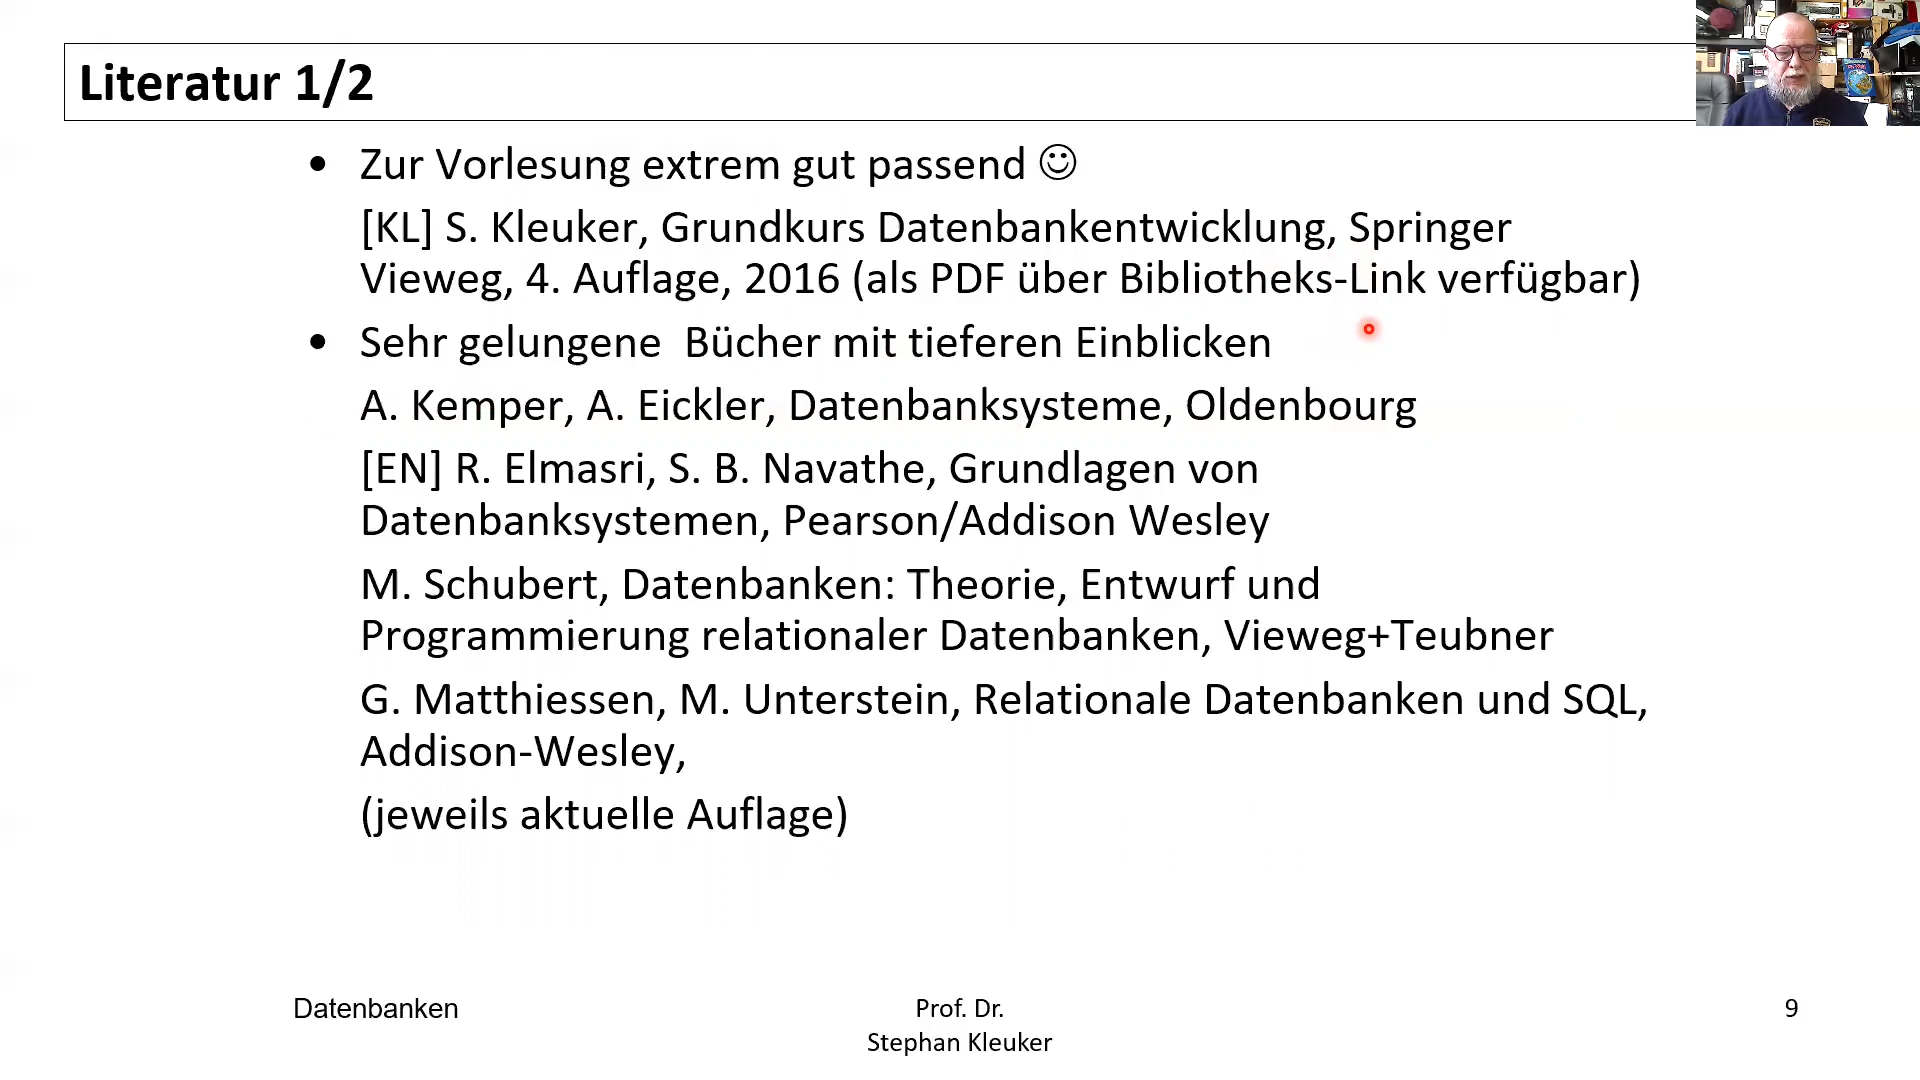 Literatur 1/2
• Zur Vorlesung extrem gut passend ☺
[KL] S. Kleuker, Grundkurs Datenbankentwicklung, Springer
Vieweg, 4. Auflage, 2016 (als PDF über Bibliotheks-Link verfügbar)
• Sehr gelungene  Bücher mit tieferen Einblicken
A. Kemper, A. Eickler, Datenbanksysteme, Oldenbourg
[EN] R. Elmasri, S. B. Navathe, Grundlagen von
Datenbanksystemen, Pearson/Addison Wesley
M. Schubert, Datenbanken: Theorie, Entwurf und
Programmierung relationaler Datenbanken, Vieweg+Teubner
G. Matthiessen, M. Unterstein, Relationale Datenbanken und SQL,
Addison-Wesley,
(jeweils aktuelle Auflage)
Datenbanken
Prof. Dr.
Stephan Kleuker
9